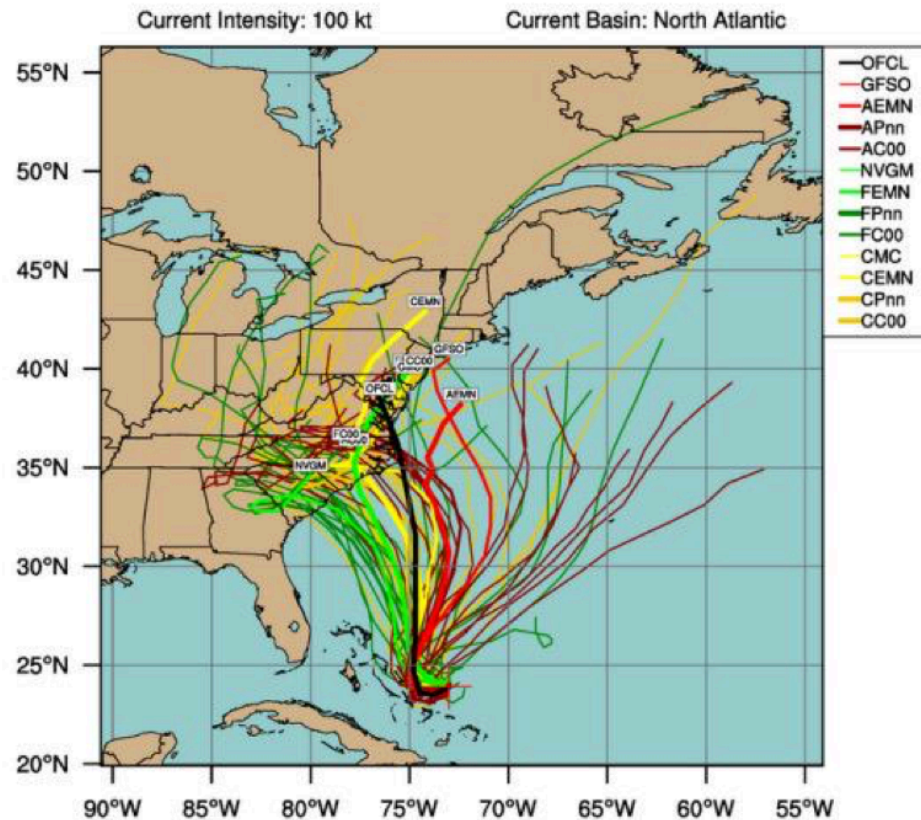 Current Intensity: 100 kt
Current Basin: North Atlantic
55°N
50°N
45°N
40°N
35°N
30°N
25°N
20°N
90°W
85°W
80°W
75°W
70°W
65°W
60°W
55°W
OFCL
GFSO
AEMN
APnn
AC00
NVGM
FEMN
FPnn
FC00
CMC
CEMN
CPnn
CC00
CEMN
GFSO
CC00
OFCL
AEMN
FC00
NVGM